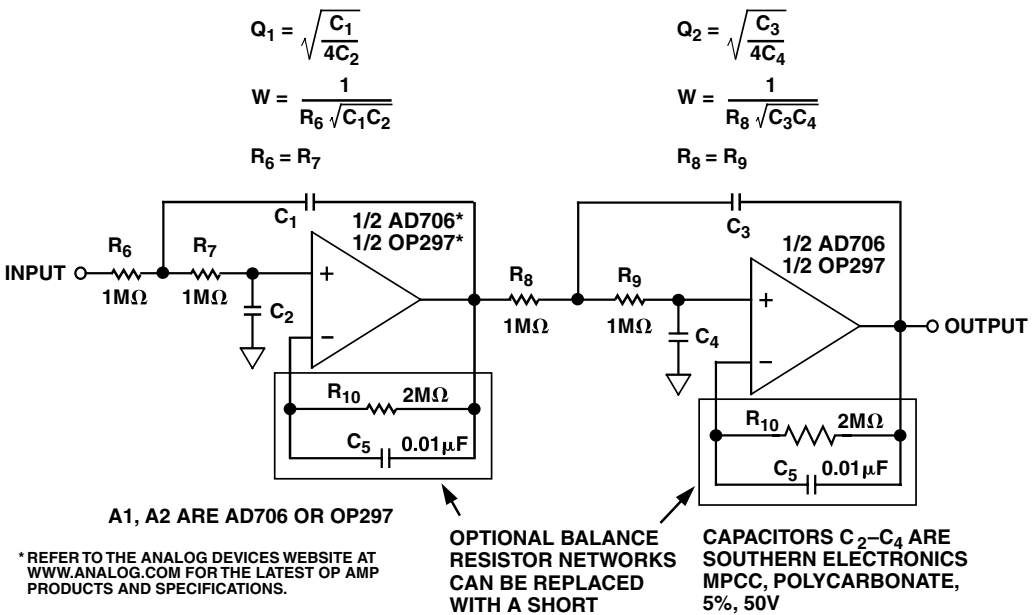 Q1 = √(C1 / 4C2)
W = 1 / (R6 √(C1C2))
R6 = R7
Q2 = √(C3 / 4C4)
W = 1 / (R8 √(C3C4))
R8 = R9
C1
1/2 AD706*
1/2 OP297*
C3
1/2 AD706
1/2 OP297
INPUT
R6
1MΩ
R7
1MΩ
C2
+
−
R8
1MΩ
R9
1MΩ
C4
+
−
OUTPUT
R10 2MΩ
C5 0.01µF
R10 2MΩ
C5 0.01µF
A1, A2 ARE AD706 OR OP297
* REFER TO THE ANALOG DEVICES WEBSITE AT
WWW.ANALOG.COM FOR THE LATEST OP AMP
PRODUCTS AND SPECIFICATIONS.
OPTIONAL BALANCE
RESISTOR NETWORKS
CAN BE REPLACED
WITH A SHORT
CAPACITORS C2–C4 ARE
SOUTHERN ELECTRONICS
MPCC, POLYCARBONATE,
5%, 50V